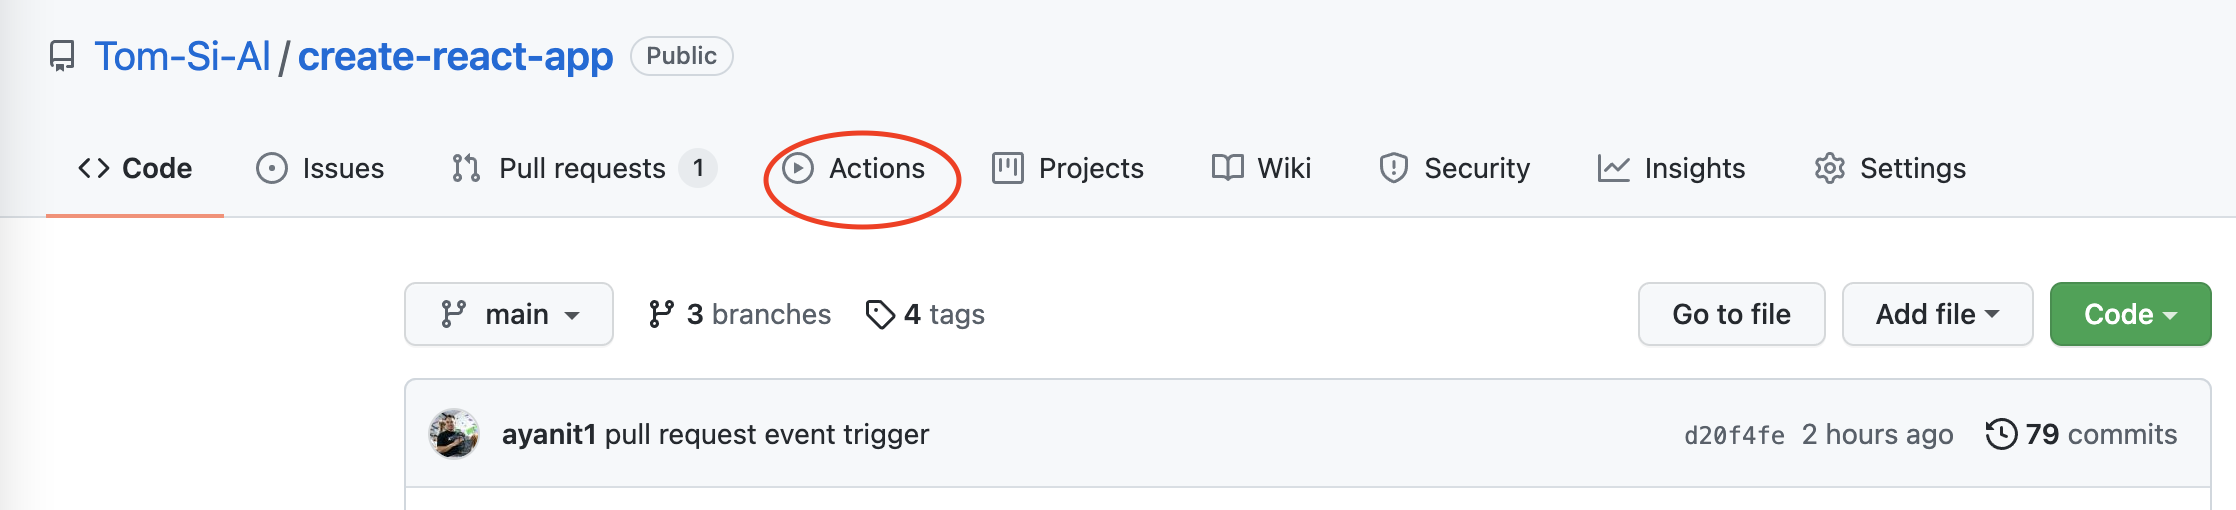 Tom-Si-Al/create-react-app Public
Code Issues Pull requests 1 Actions Projects Wiki Security Insights Settings
main 3 branches 4 tags Go to file Add file Code
ayanit1 pull request event trigger d20f4fe 2 hours ago 79 commits